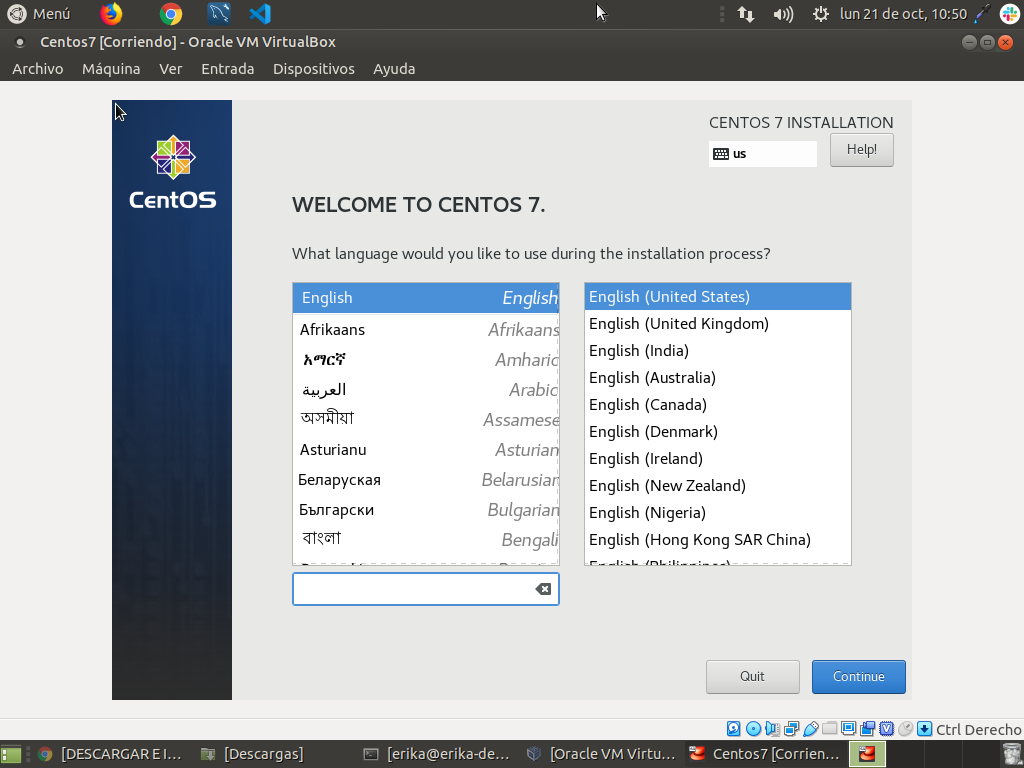 Menú
lun 21 de oct, 10:50
Centos7 [Corriendo] - Oracle VM VirtualBox
Archivo Máquina Ver Entrada Dispositivos Ayuda
CentOS
CENTOS 7 INSTALLATION
us
Help!
WELCOME TO CENTOS 7.
What language would you like to use during the installation process?
English English
Afrikaans Afrikaans
አማርኛ Amharic
العربية Arabic
অসমীয়া Assamese
Asturianu Asturian
Беларуская Belarusian
Български Bulgarian
বাংলা Bengali
English (United States)
English (United Kingdom)
English (India)
English (Australia)
English (Canada)
English (Denmark)
English (Ireland)
English (New Zealand)
English (Nigeria)
English (Hong Kong SAR China)
English (Philippines)
Quit
Continue
Ctrl Derecho
[DESCARGAR E I... [Descargas] [erika@erika-de... [Oracle VM Virtu... Centos7 [Corrien...